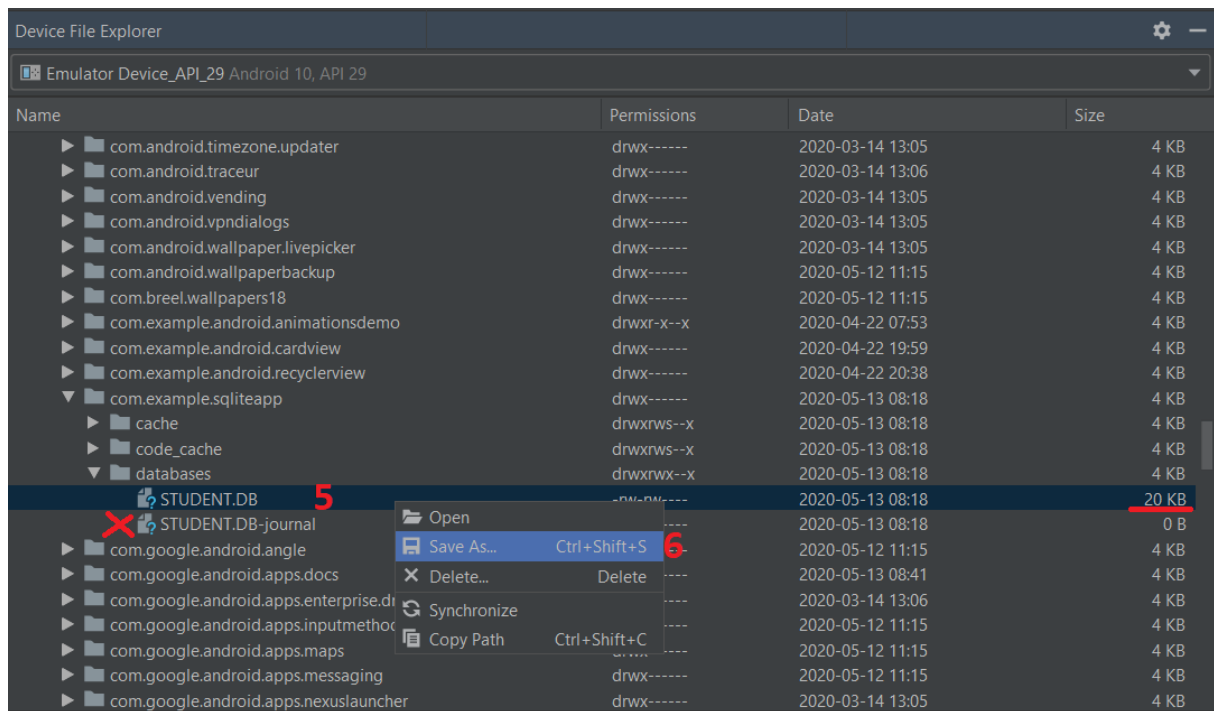 Device File Explorer
Emulator Device_API_29 Android 10, API 29
Name Permissions Date Size
com.android.timezone.updater drwx------ 2020-03-14 13:05 4 KB
com.android.traceur drwx------ 2020-03-14 13:06 4 KB
com.android.vending drwx------ 2020-03-14 13:05 4 KB
com.android.vpndialogs drwx------ 2020-03-14 13:05 4 KB
com.android.wallpaper.livepicker drwx------ 2020-03-14 13:05 4 KB
com.android.wallpaperbackup drwx------ 2020-05-12 11:15 4 KB
com.breel.wallpapers18 drwx------ 2020-05-12 11:15 4 KB
com.example.android.animationsdemo drwxr-x--x 2020-04-22 07:53 4 KB
com.example.android.cardview drwx------ 2020-04-22 19:59 4 KB
com.example.android.recyclerview drwx------ 2020-04-22 20:38 4 KB
com.example.sqliteapp drwx------ 2020-05-13 08:18 4 KB
cache drwxrws--x 2020-05-13 08:18 4 KB
code_cache drwxrws--x 2020-05-13 08:18 4 KB
databases drwxrwx--x 2020-05-13 08:18 4 KB
STUDENT.DB 5 -rw-rw---- 2020-05-13 08:18 20 KB
Open
STUDENT.DB-journal ---- 2020-05-13 08:18 0 B
Save As... Ctrl+Shift+S 6
com.google.android.angle ---- 2020-05-12 11:15 4 KB
com.google.android.apps.docs ---- 2020-05-13 08:41 4 KB
Delete... Delete
com.google.android.apps.enterprise.d ---- 2020-03-14 13:06 4 KB
Synchronize
com.google.android.apps.inputmetho ---- 2020-05-12 11:15 4 KB
Copy Path Ctrl+Shift+C
com.google.android.apps.maps ---- 2020-05-12 11:15 4 KB
com.google.android.apps.messaging drwx------ 2020-05-12 11:15 4 KB
com.google.android.apps.nexuslauncher drwx------ 2020-03-14 13:05 4 KB